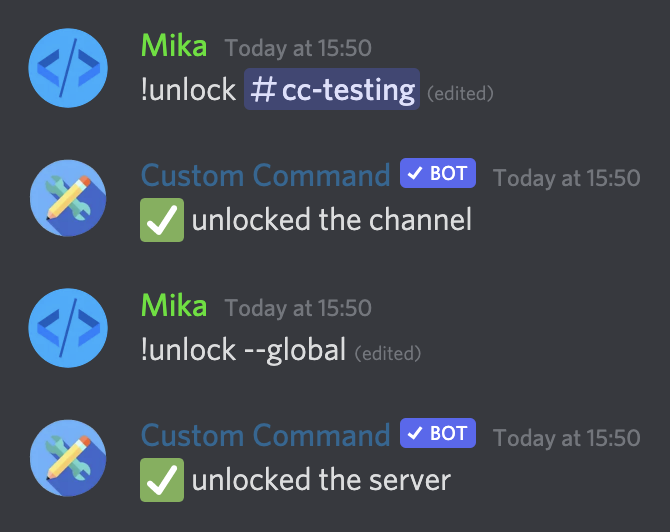 Mika Today at 15:50
!unlock #cc-testing (edited)
Custom Command ✓ BOT Today at 15:50
✅ unlocked the channel
Mika Today at 15:50
!unlock --global (edited)
Custom Command ✓ BOT Today at 15:50
✅ unlocked the server